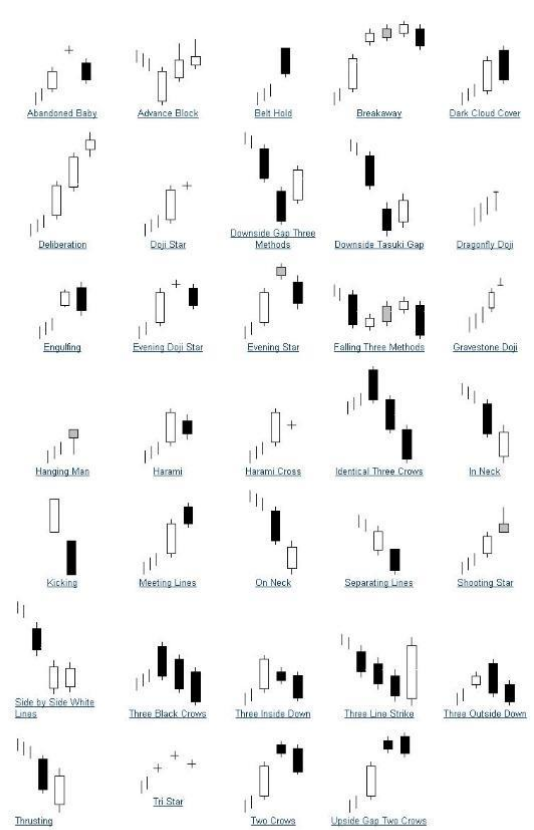 Abandoned Baby
Advance Block
Belt Hold
Breakaway
Dark Cloud Cover
Deliberation
Doji Star
Downside Gap Three
Methods
Downside Tasuki Gap
Dragonfly Doji
Engulfing
Evening Doji Star
Evening Star
Falling Three Methods
Gravestone Doji
Hanging Man
Harami
Harami Cross
Identical Three Crows
In Neck
Kicking
Meeting Lines
On Neck
Separating Lines
Shooting Star
Side by Side White
Lines
Three Black Crows
Three Inside Down
Three Line Strike
Three Outside Down
Thrusting
Tri Star
Two Crows
Upside Gap Two Crows